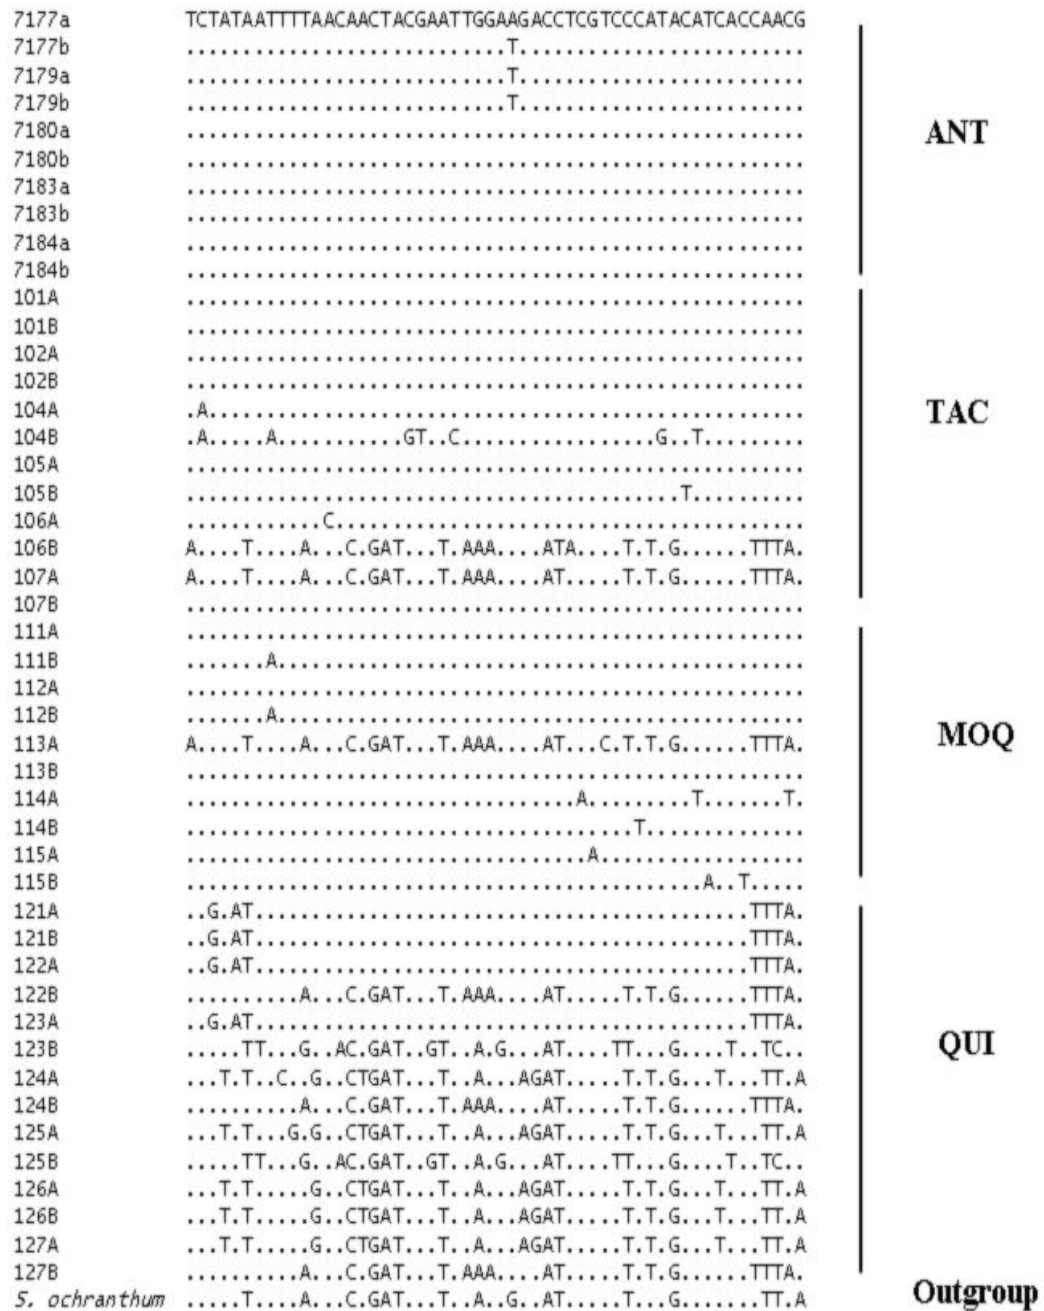 7177a TCTATAATTTTAACAACTACGAATTGGAAGACCTCGTCCCATACATCACCAACG
7177b ............................T.........................
7179a ............................T.........................
7179b ............................T.........................
7180a ......................................................
7180b ......................................................
7183a ......................................................
7183b ......................................................
7184a ......................................................
7184b ......................................................
ANT
101A ......................................................
101B ......................................................
102A ......................................................
102B ......................................................
104A .A....................................................
104B .A.....A...........GT..C.................G..T.........
105A ......................................................
105B ...........................................T..........
106A ............C.........................................
106B A....T....A...C.GAT...T.AAA....ATA....T.T.G......TTTA.
107A A....T....A...C.GAT...T.AAA....AT.....T.T.G......TTTA.
107B ......................................................
TAC
111A ......................................................
111B .......A..............................................
112A ......................................................
112B .......A..............................................
113A A....T....A...C.GAT...T.AAA....AT...C.T.T.G......TTTA.
113B ......................................................
114A ..................................A.........T.......T.
114B .......................................T..............
115A ...................................A..................
115B .............................................A..T.....
MOQ
121A ..G.AT...........................................TTTA.
121B ..G.AT...........................................TTTA.
122A ..G.AT...........................................TTTA.
122B ..........A...C.GAT...T.AAA....AT.....T.T.G......TTTA.
123A ..G.AT...........................................TTTA.
123B .....TT...G..AC.GAT..GT..A.G...AT....TT...G....T..TC..
124A ...T.T..C..G..CTGAT...T..A...AGAT.....T.T.G...T...TT.A
124B ..........A...C.GAT...T.AAA....AT.....T.T.G......TTTA.
125A ...T.T...G.G..CTGAT...T..A...AGAT.....T.T.G...T...TT.A
125B .....TT...G..AC.GAT..GT..A.G...AT....TT...G....T..TC..
126A ...T.T.....G..CTGAT...T..A...AGAT.....T.T.G...T...TT.A
126B ...T.T.....G..CTGAT...T..A...AGAT.....T.T.G...T...TT.A
127A ...T.T.....G..CTGAT...T..A...AGAT.....T.T.G...T...TT.A
127B ..........A...C.GAT...T.AAA....AT.....T.T.G......TTTA.
QUI
S. ochranthum .....T....A...C.GAT...T..A..G..AT.....T.T.G.......TT.A
Outgroup